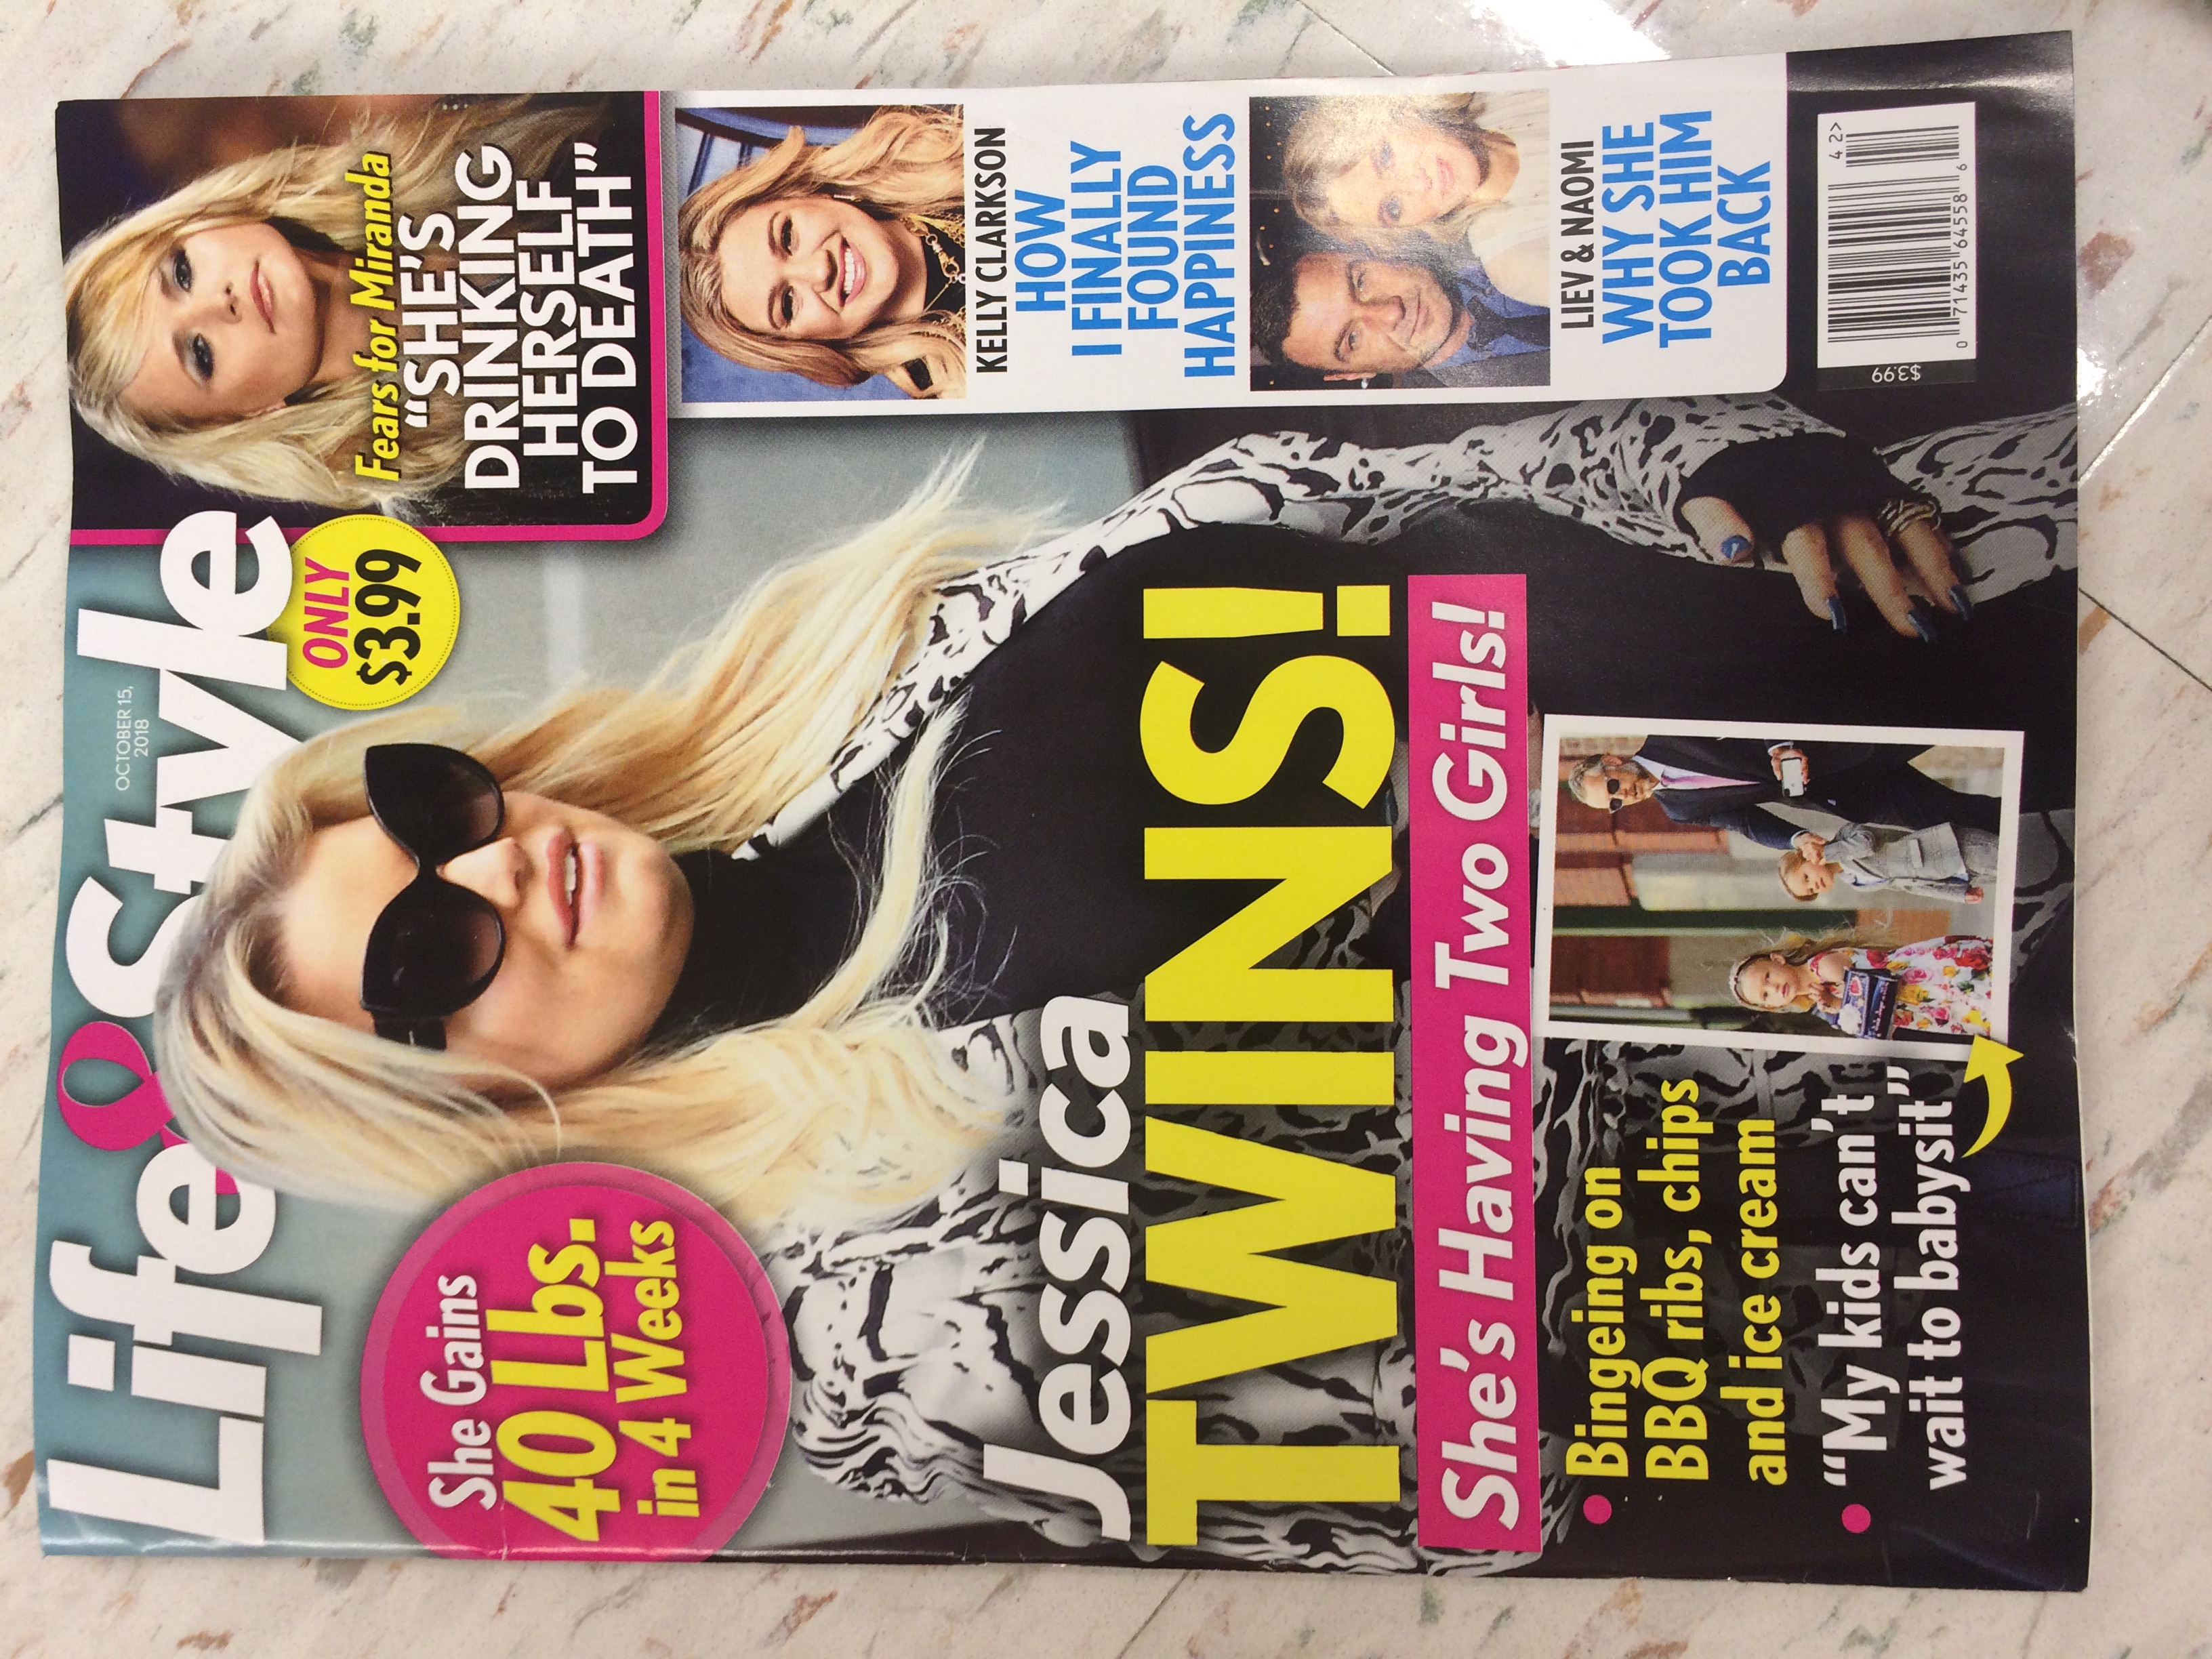 Life&Style
OCTOBER 15,
2018
ONLY
$3.99
She Gains
40 Lbs.
in 4 Weeks
Fears for Miranda
“SHE’S
DRINKING
HERSELF
TO DEATH”
KELLY CLARKSON
HOW
I FINALLY
FOUND
HAPPINESS
Jessica
TWINS!
She’s Having Two Girls!
• Bingeing on
BBQ ribs, chips
and ice cream
• “My kids can’t
wait to babysit”
LIEV & NAOMI
WHY SHE
TOOK HIM
BACK
$3.99
4 2>
0 71435 64558 6